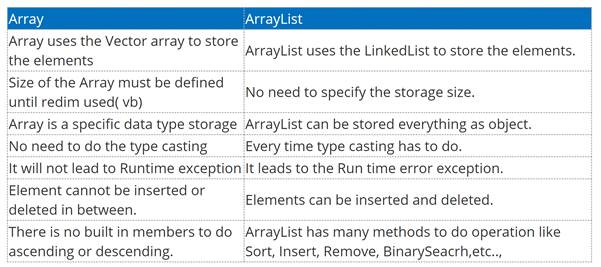 Array ArrayList
Array uses the Vector array to store
the elements
ArrayList uses the LinkedList to store the elements.
Size of the Array must be defined
until redim used( vb)
No need to specify the storage size.
Array is a specific data type storage ArrayList can be stored everything as object.
No need to do the type casting Every time type casting has to do.
It will not lead to Runtime exception It leads to the Run time error exception.
Element cannot be inserted or
deleted in between.
Elements can be inserted and deleted.
There is no built in members to do
ascending or descending.
ArrayList has many methods to do operation like
Sort, Insert, Remove, BinarySeacrh,etc..,